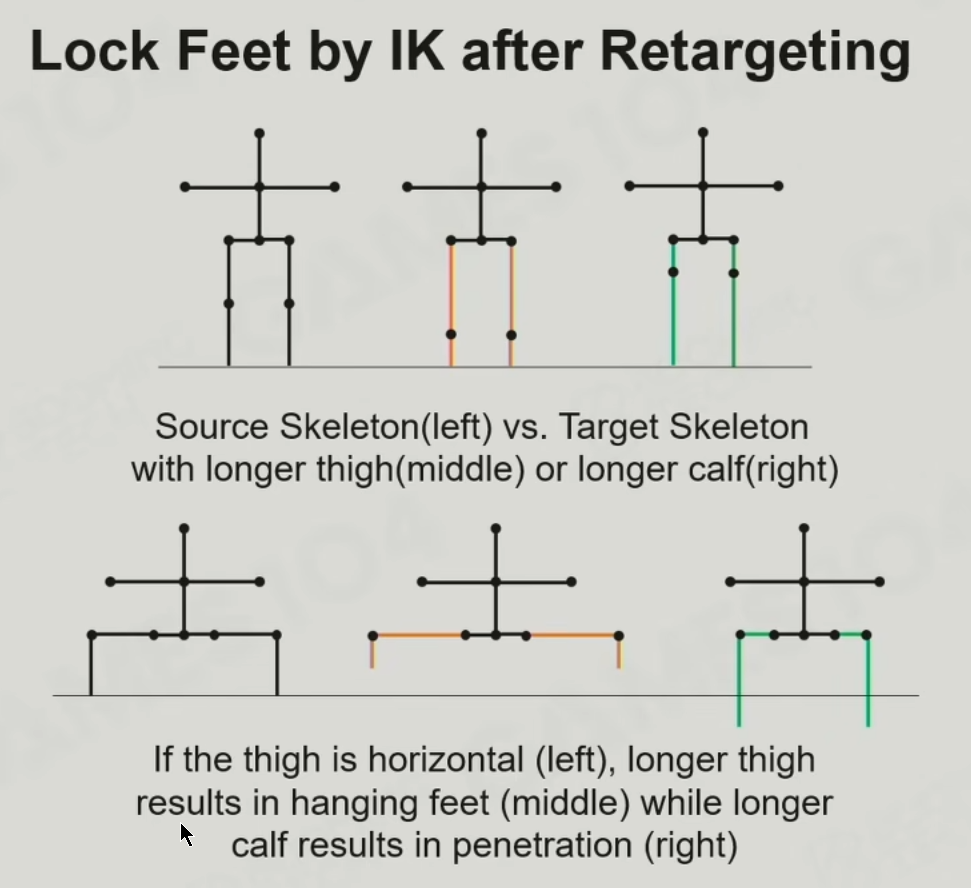 Lock Feet by IK after Retargeting
Source Skeleton(left) vs. Target Skeleton
with longer thigh(middle) or longer calf(right)
If the thigh is horizontal (left), longer thigh
results in hanging feet (middle) while longer
calf results in penetration (right)